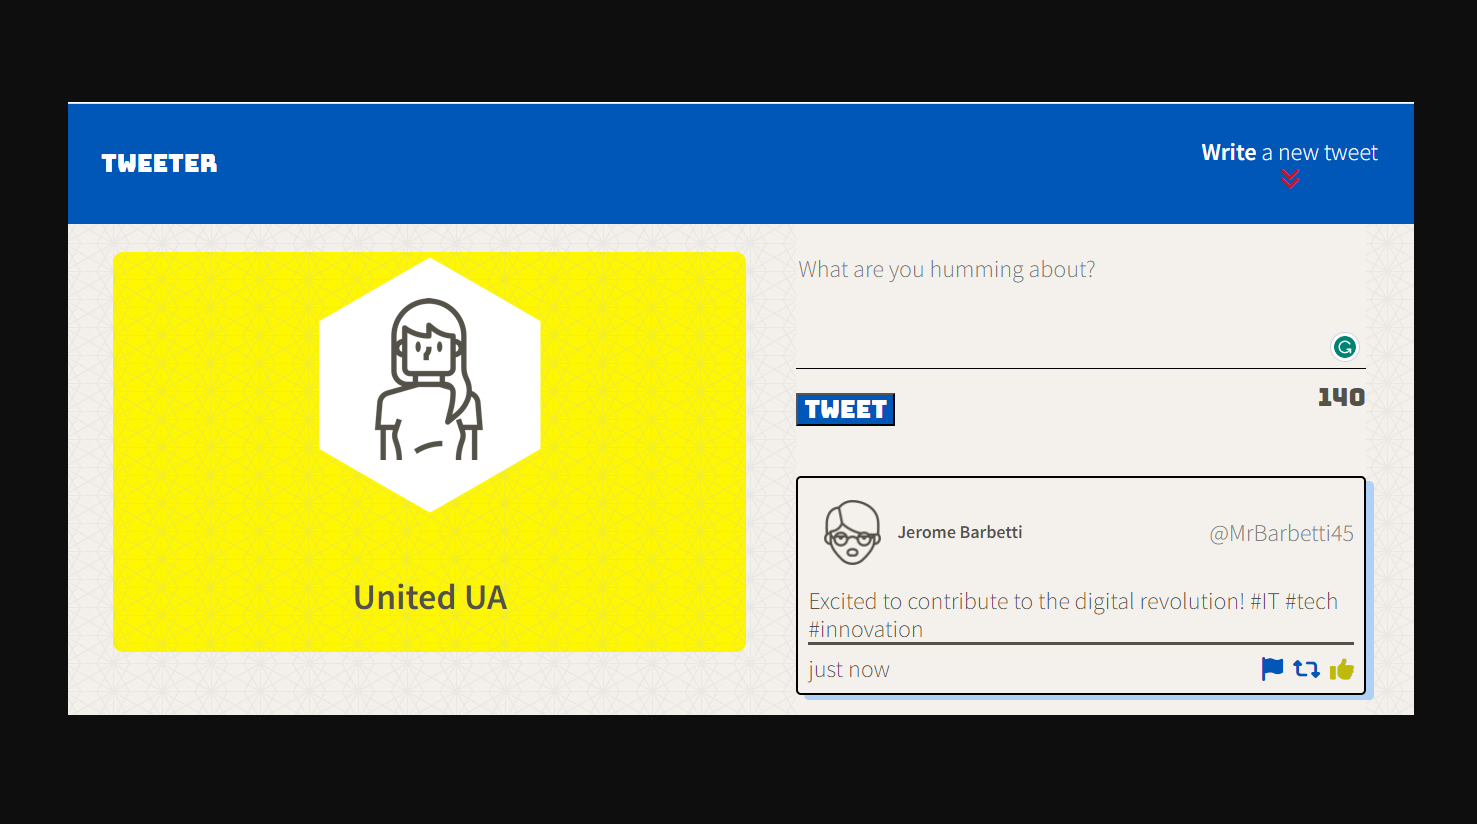 TWEETER
Write a new tweet
United UA
What are you humming about?
TWEET
140
Jerome Barbetti
@MrBarbetti45
Excited to contribute to the digital revolution! #IT #tech
#innovation
just now